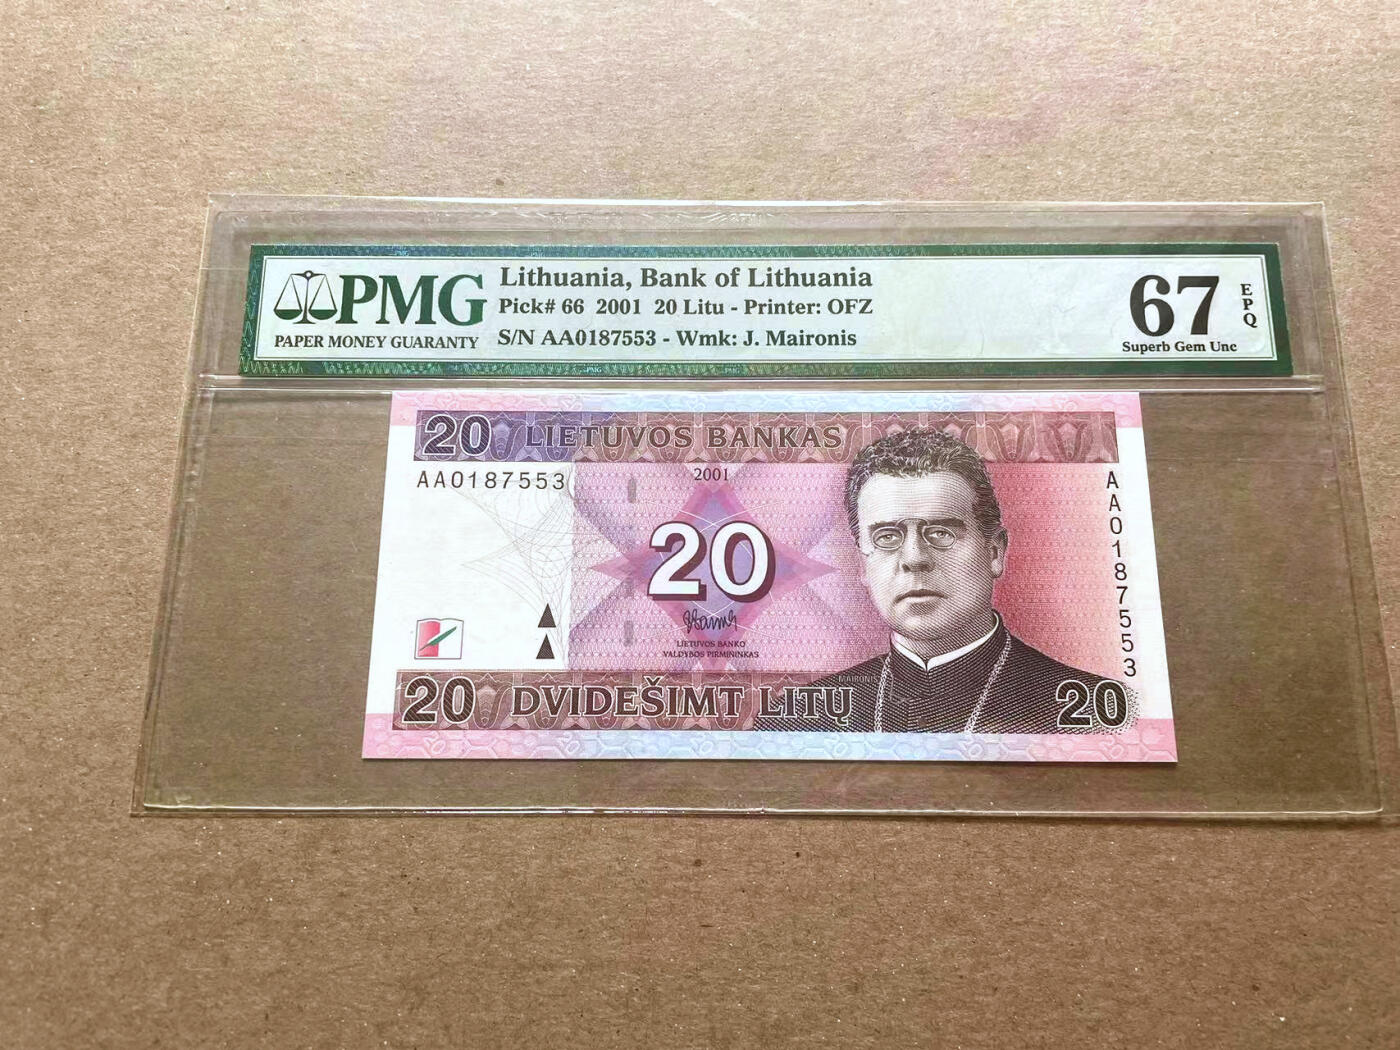 PMG
PAPER MONEY GUARANTY
Lithuania, Bank of Lithuania
Pick# 66 2001 20 Litu - Printer: OFZ
S/N AA0187553 - Wmk: J. Maironis
67
EPQ
Superb Gem Unc
20 LIETUVOS BANKAS
AA0187553
2001
AA0187553
20
LIETUVOS BANKO
VALDYBOS PIRMININKAS
MAIRONIS
20 DVIDEŠIMT LITŲ 20